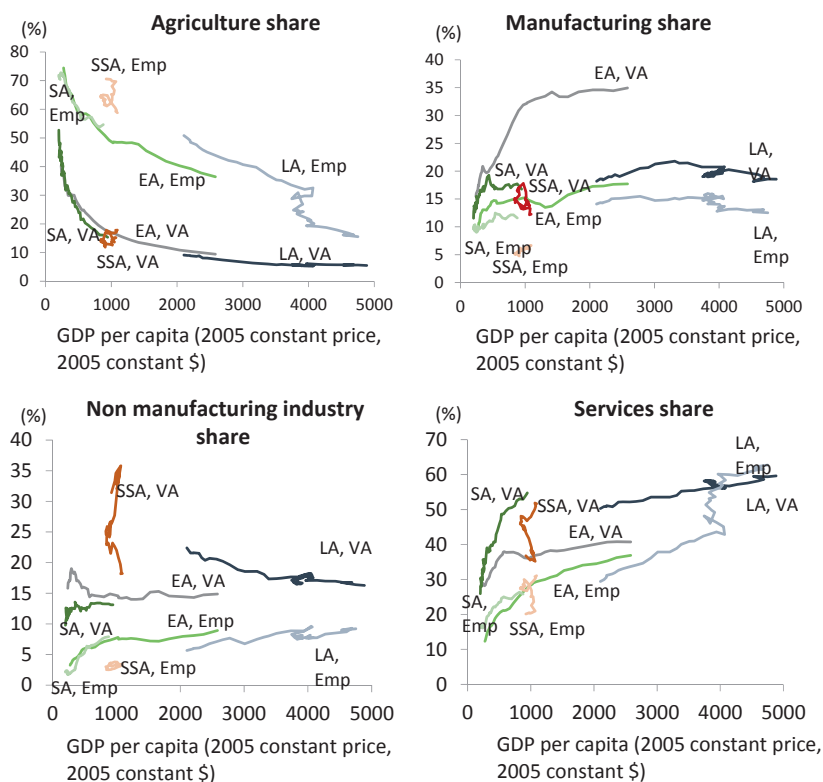 Agriculture share
(%)
80
70
60
50
40
30
20
10
0
SSA, Emp
SA,
Emp
LA, Emp
EA, Emp
SA, VA
EA, VA
SSA, VA
LA, VA
0 1000 2000 3000 4000 5000
GDP per capita (2005 constant price,
2005 constant $)
Manufacturing share
(%)
40
35
30
25
20
15
10
5
0
EA, VA
LA,
VA
SA, VA
SSA, VA
EA, Emp
SA, Emp
SSA, Emp
LA,
Emp
0 1000 2000 3000 4000 5000
GDP per capita (2005 constant price,
2005 constant $)
Non manufacturing industry
share
(%)
40
35
30
25
20
15
10
5
0
SSA, VA
LA, VA
EA, VA
SA, VA
EA, Emp
SSA, Emp
SA, Emp
LA,
Emp
0 1000 2000 3000 4000 5000
GDP per capita (2005 constant price,
2005 constant $)
Services share
(%)
70
60
50
40
30
20
10
0
LA,
Emp
SA, VA
SSA, VA
LA, VA
EA, VA
EA, Emp
SA,
Emp
SSA, Emp
0 1000 2000 3000 4000 5000
GDP per capita (2005 constant price,
2005 constant $)